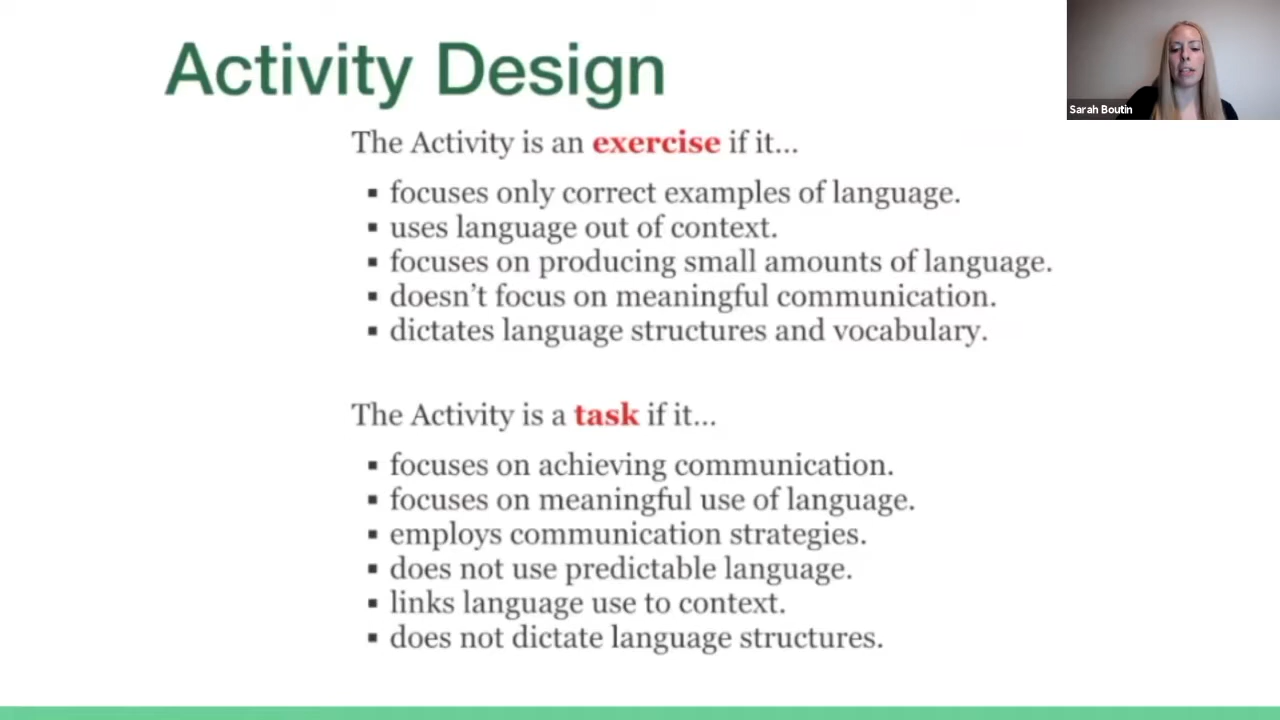 Activity Design
Sarah Boutin
The Activity is an exercise if it...
▪ focuses only correct examples of language.
▪ uses language out of context.
▪ focuses on producing small amounts of language.
▪ doesn't focus on meaningful communication.
▪ dictates language structures and vocabulary.
The Activity is a task if it...
▪ focuses on achieving communication.
▪ focuses on meaningful use of language.
▪ employs communication strategies.
▪ does not use predictable language.
▪ links language use to context.
▪ does not dictate language structures.